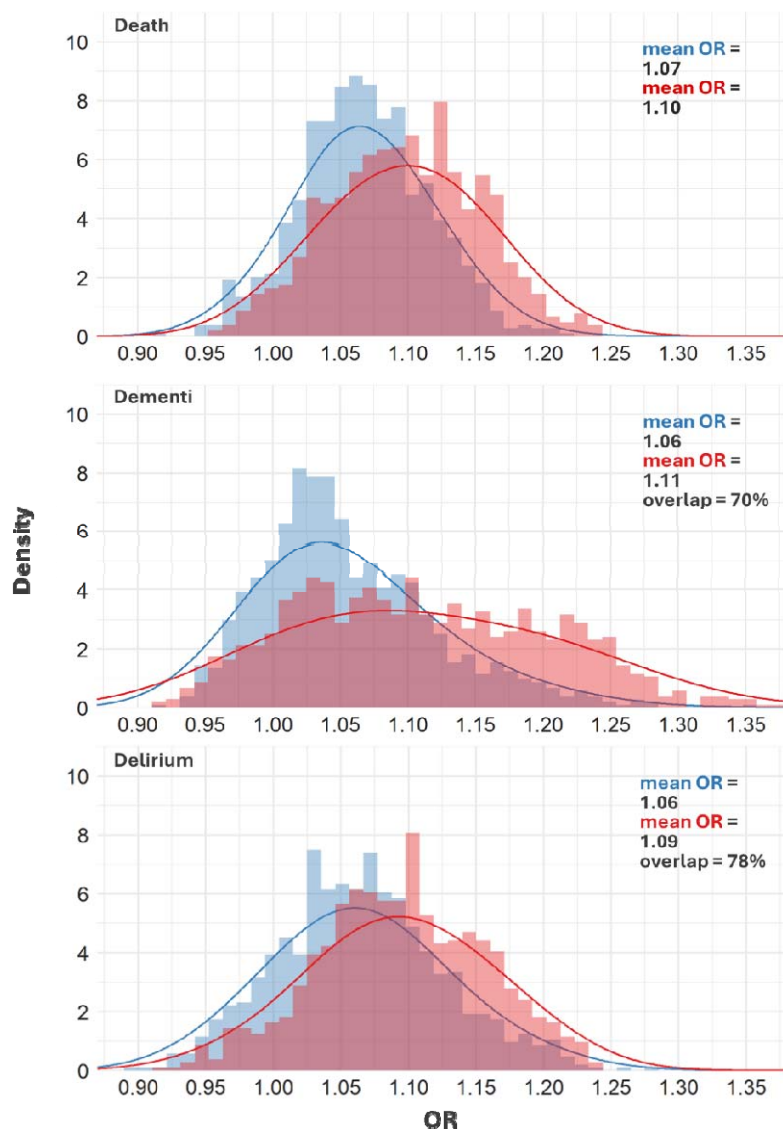 Death
10
8
6
4
2
0
mean OR =
1.07
mean OR =
1.10
0.90 0.95 1.00 1.05 1.10 1.15 1.20 1.25 1.30 1.35
Dementi
10
8
6
4
2
0
mean OR =
1.06
mean OR =
1.11
overlap = 70%
0.90 0.95 1.00 1.05 1.10 1.15 1.20 1.25 1.30 1.35
Density
Delirium
10
8
6
4
2
0
mean OR =
1.06
mean OR =
1.09
overlap = 78%
0.90 0.95 1.00 1.05 1.10 1.15 1.20 1.25 1.30 1.35
OR